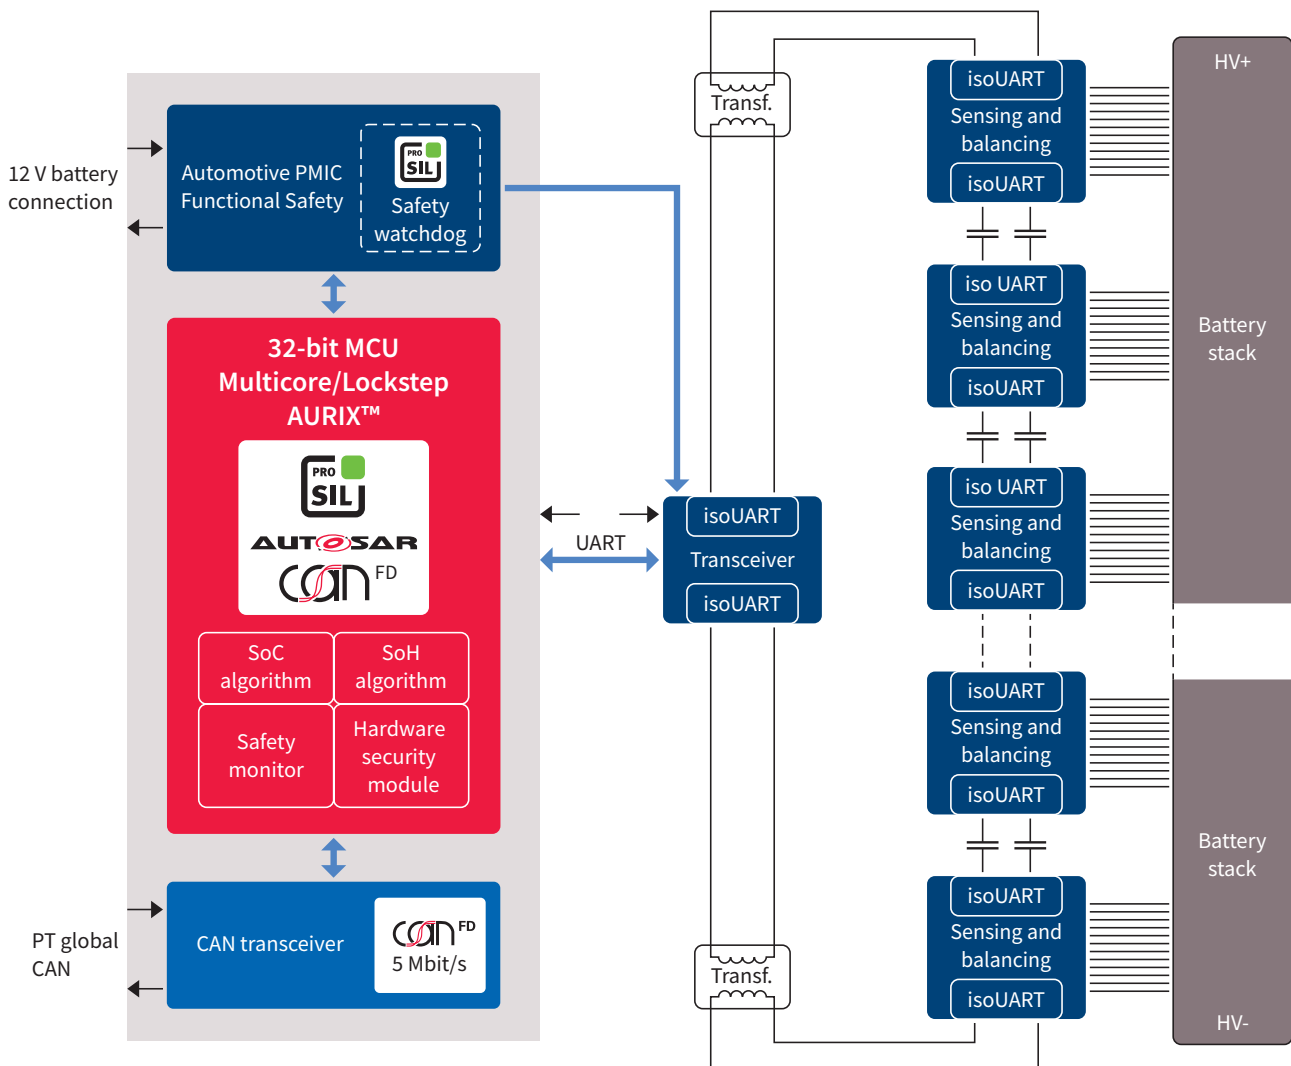 12 V battery
connection
Automotive PMIC
Functional Safety
PRO
SIL
Safety
watchdog
32-bit MCU
Multicore/Lockstep
AURIX™
PRO
SIL
AUTOSAR
CAN FD
SoC
algorithm
SoH
algorithm
Safety
monitor
Hardware
security
module
PT global
CAN
CAN transceiver
CAN FD
5 Mbit/s
UART
Transf.
isoUART
Transceiver
isoUART
Transf.
isoUART
Sensing and
balancing
isoUART
iso UART
Sensing and
balancing
isoUART
iso UART
Sensing and
balancing
isoUART
isoUART
Sensing and
balancing
isoUART
isoUART
Sensing and
balancing
isoUART
HV+
Battery
stack
Battery
stack
HV-